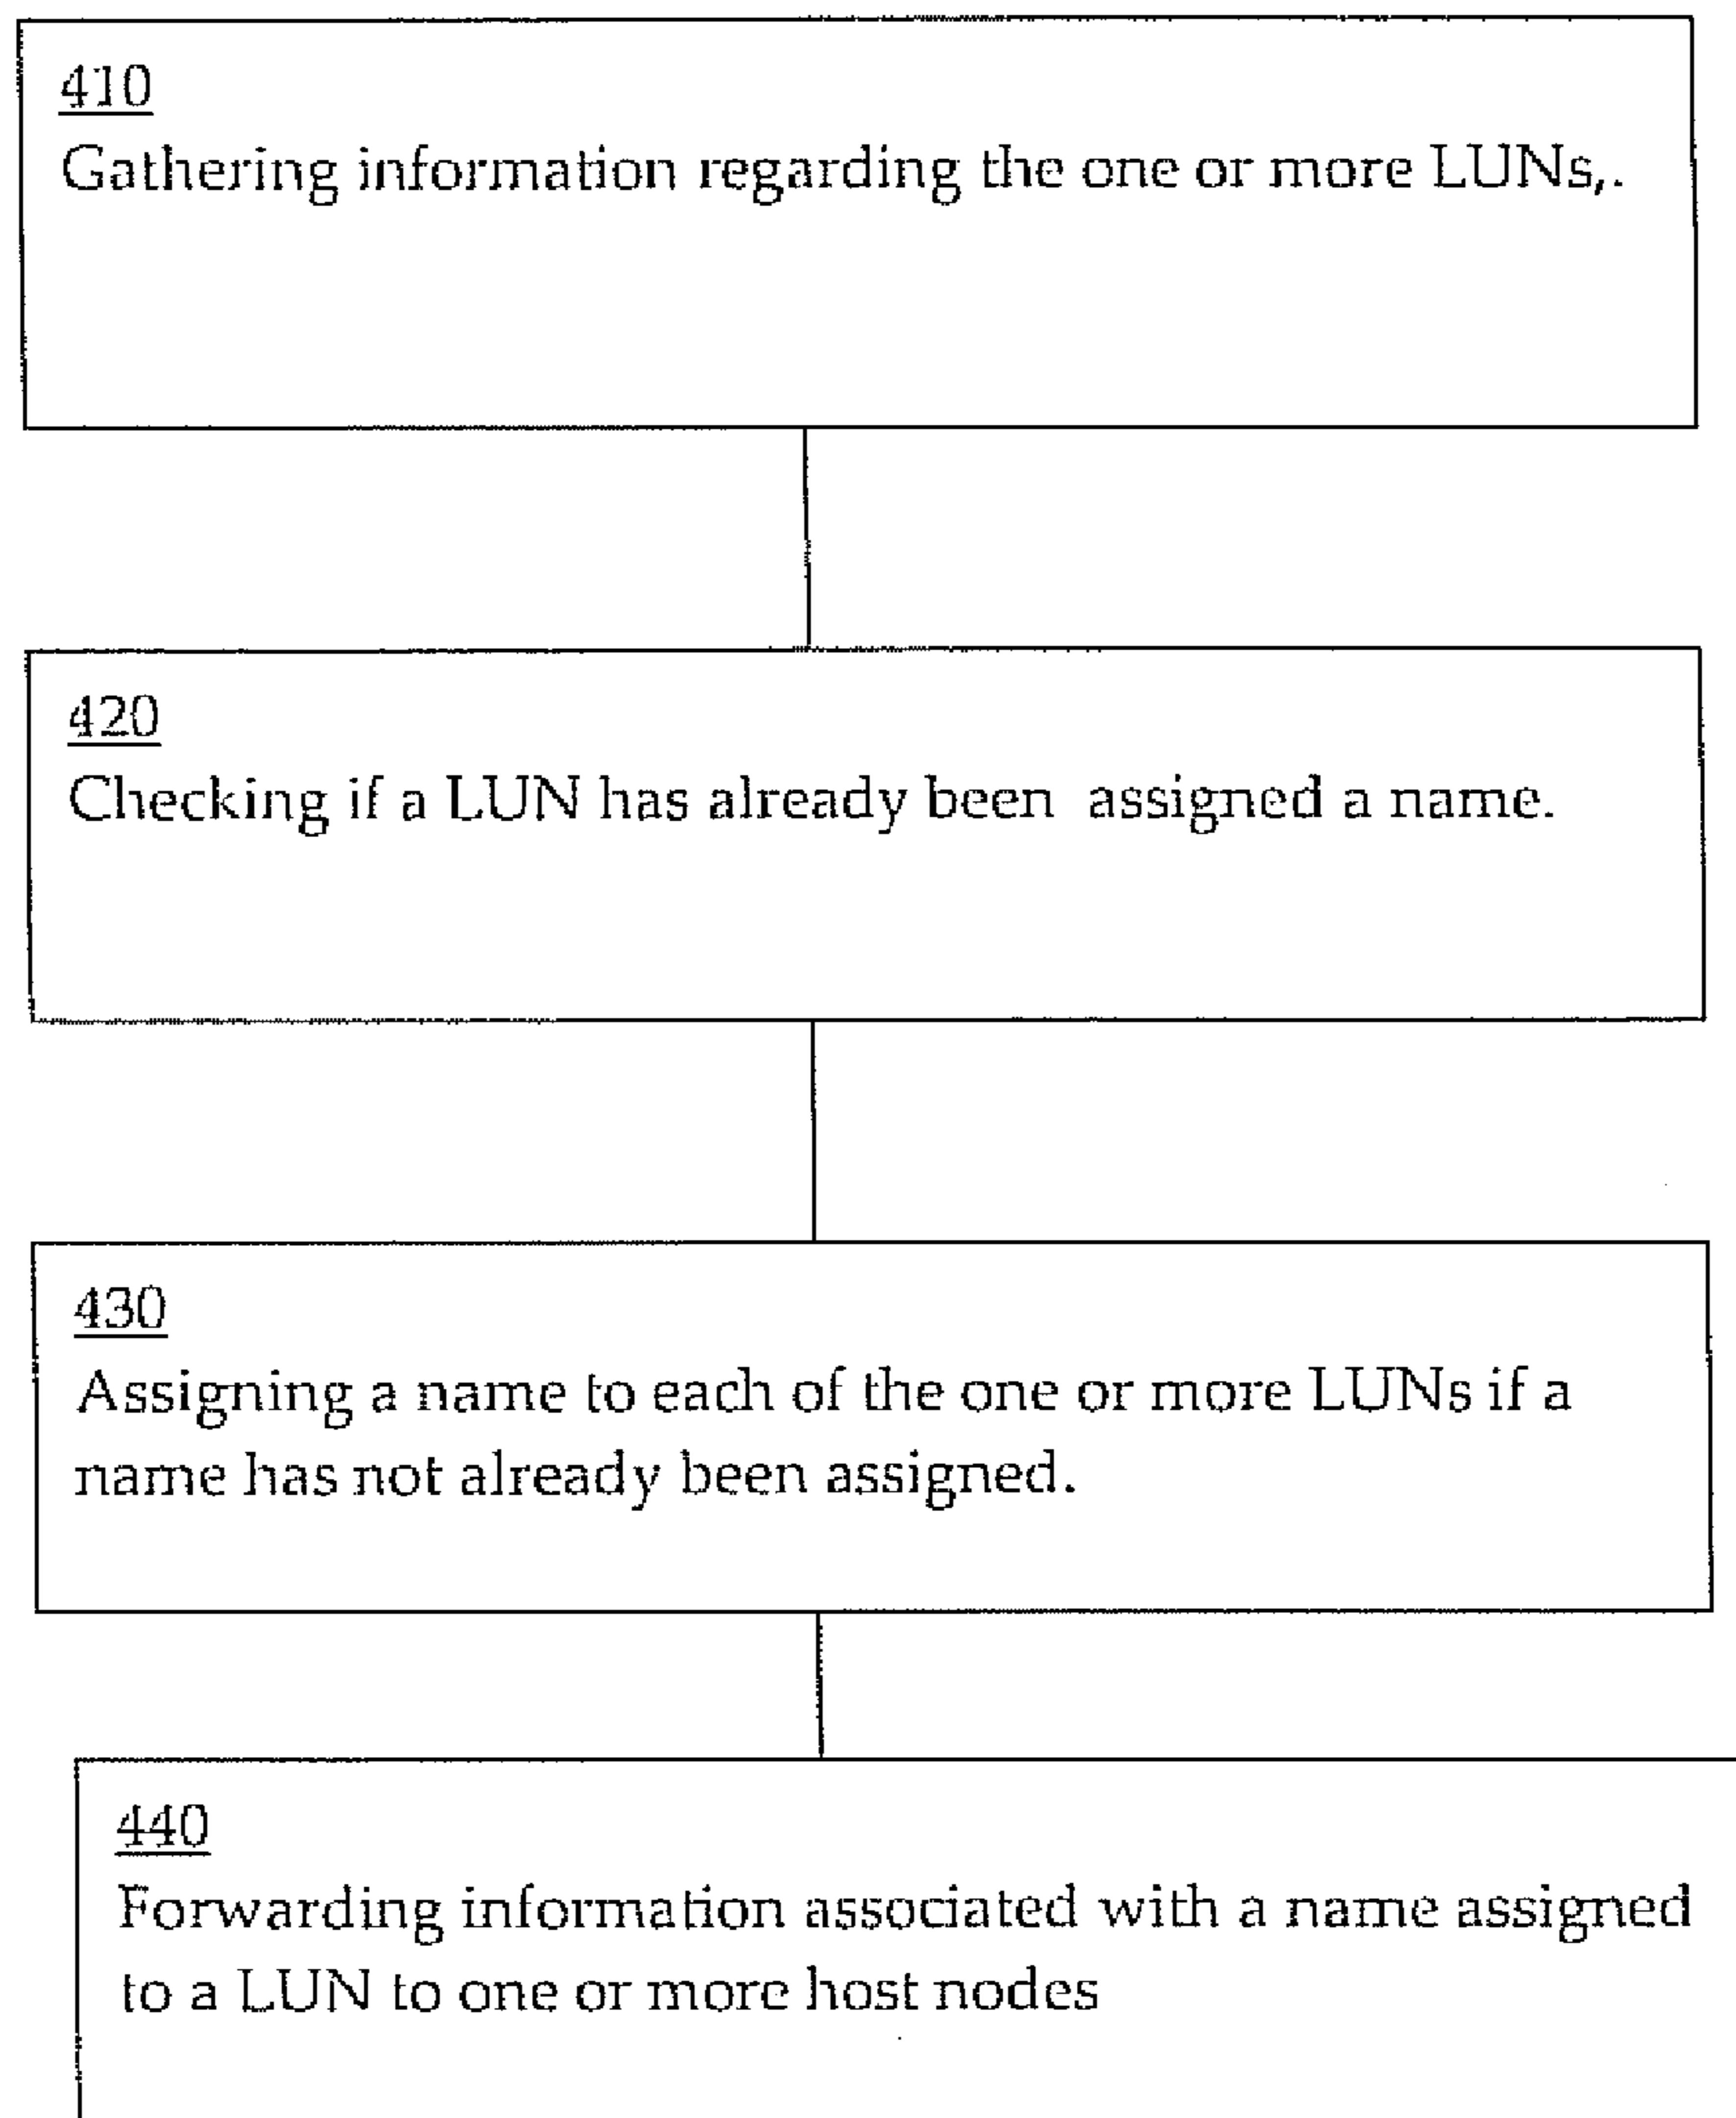 410
Gathering information regarding the one or more LUNs,.
420
Checking if a LUN has already been assigned a name.
430
Assigning a name to each of the one or more LUNs if a
name has not already been assigned.
440
Forwarding information associated with a name assigned
to a LUN to one or more host nodes